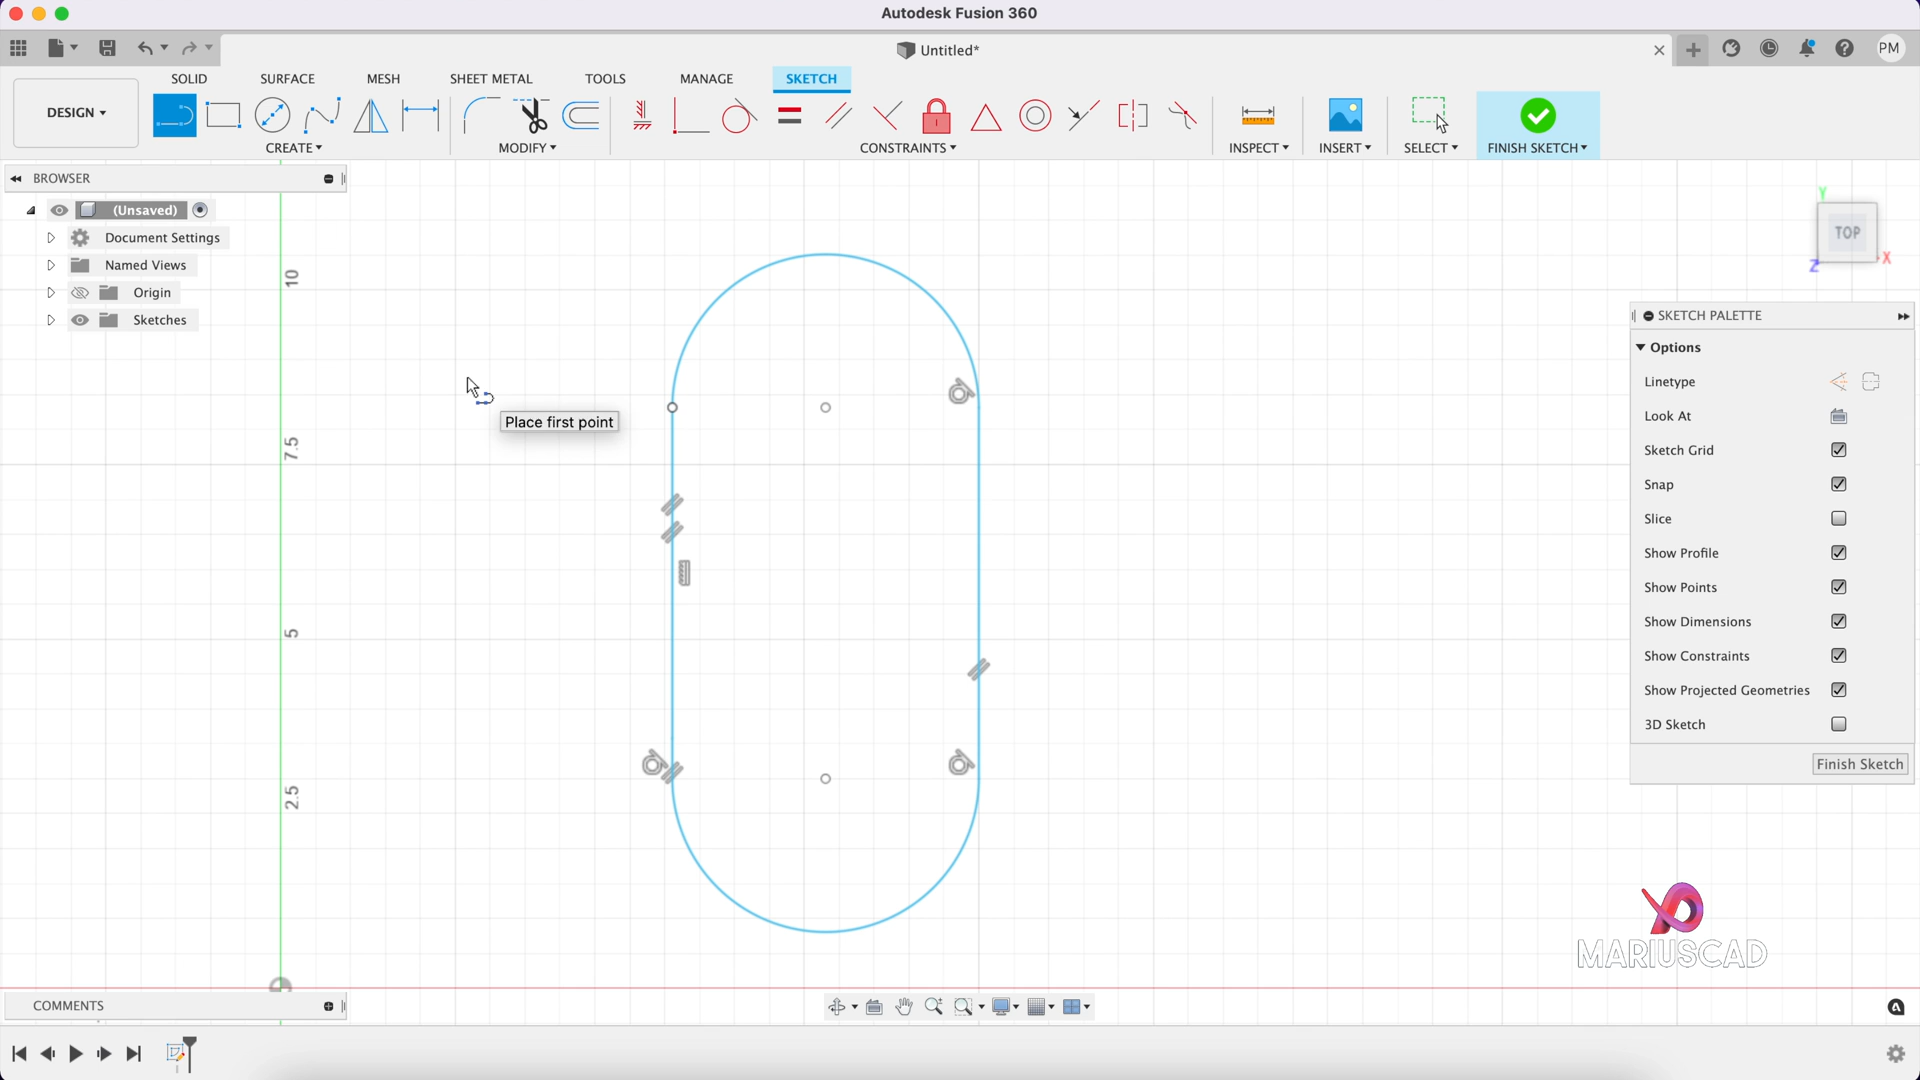 Autodesk Fusion 360
Untitled*
PM
DESIGN
SOLID
SURFACE
MESH
SHEET METAL
TOOLS
MANAGE
SKETCH
CREATE
MODIFY
CONSTRAINTS
INSPECT
INSERT
SELECT
FINISH SKETCH
BROWSER
(Unsaved)
Document Settings
Named Views
Origin
Sketches
10
7.5
5
2.5
Place first point
Y
TOP
X
Z
SKETCH PALETTE
Options
Linetype
Look At
Sketch Grid
Snap
Slice
Show Profile
Show Points
Show Dimensions
Show Constraints
Show Projected Geometries
3D Sketch
Finish Sketch
MARIUSCAD
COMMENTS